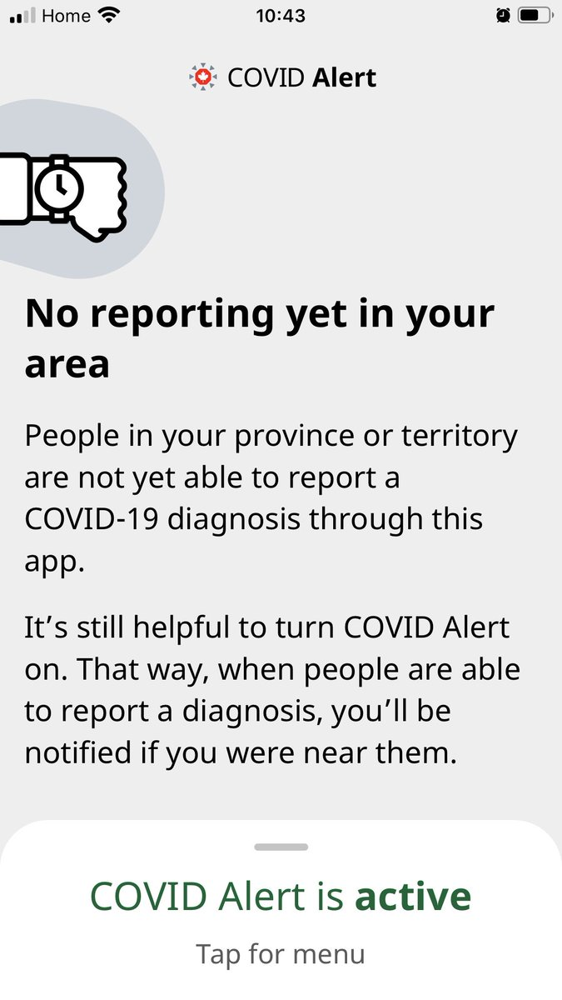 Home 10:43
COVID Alert
No reporting yet in your
area
People in your province or territory
are not yet able to report a
COVID-19 diagnosis through this
app.
It’s still helpful to turn COVID Alert
on. That way, when people are able
to report a diagnosis, you’ll be
notified if you were near them.
COVID Alert is active
Tap for menu